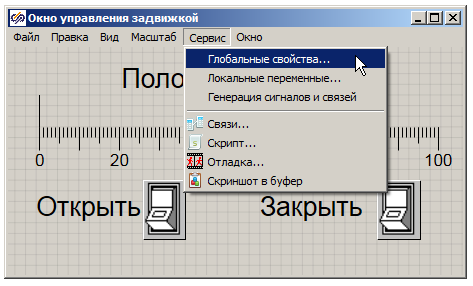 Окно управления задвижкой
Файл Правка Вид Масштаб Сервис Окно
Глобальные свойства...
Локальные переменные...
Генерация сигналов и связей
Связи...
Скрипт...
Отладка...
Скриншот в буфер
Поло
0 20 100
Открыть Закрыть